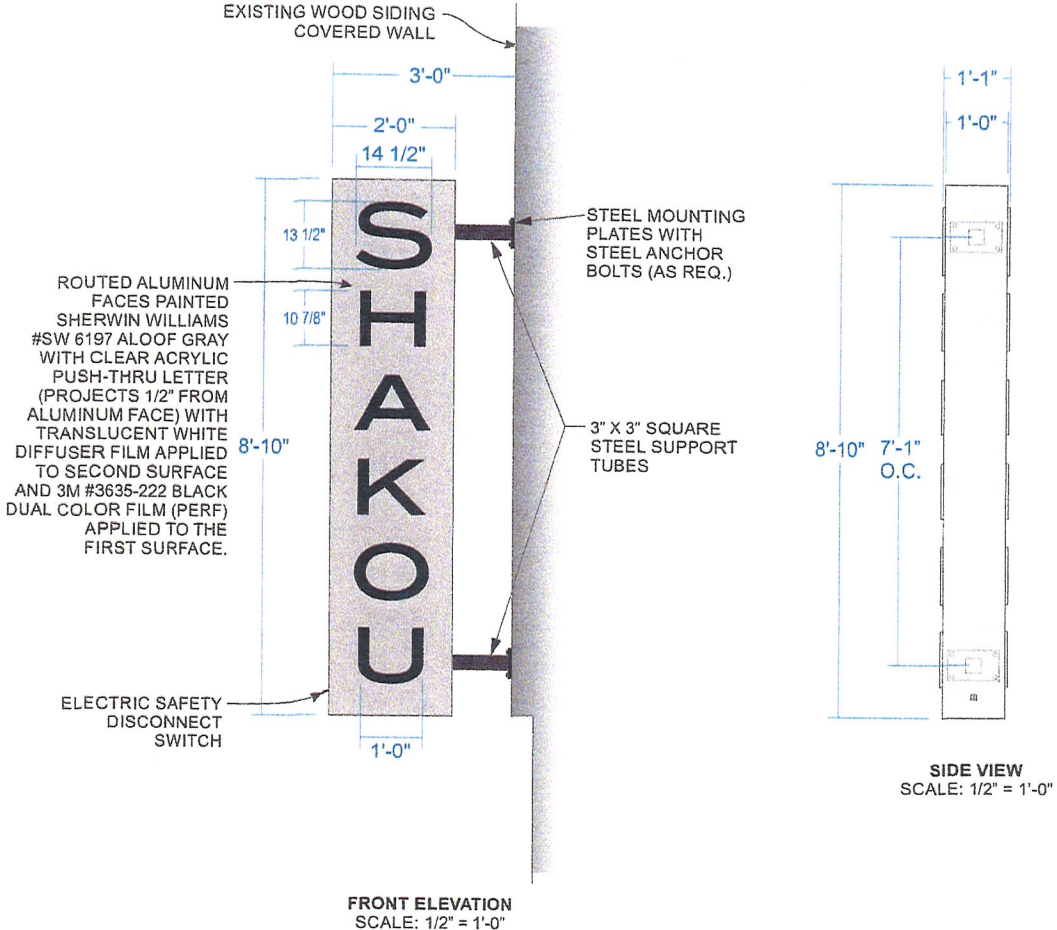 EXISTING WOOD SIDING
COVERED WALL
3'-0"
2'-0"
14 1/2"
13 1/2"
10 7/8"
8'-10"
S
H
A
K
O
U
1'-0"
ROUTED ALUMINUM
FACES PAINTED
SHERWIN WILLIAMS
#SW 6197 ALOOF GRAY
WITH CLEAR ACRYLIC
PUSH-THRU LETTER
(PROJECTS 1/2" FROM
ALUMINUM FACE) WITH
TRANSLUCENT WHITE
DIFFUSER FILM APPLIED
TO SECOND SURFACE
AND 3M #3635-222 BLACK
DUAL COLOR FILM (PERF)
APPLIED TO THE
FIRST SURFACE.
ELECTRIC SAFETY
DISCONNECT
SWITCH
STEEL MOUNTING
PLATES WITH
STEEL ANCHOR
BOLTS (AS REQ.)
3" X 3" SQUARE
STEEL SUPPORT
TUBES
FRONT ELEVATION
SCALE: 1/2" = 1'-0"
1'-1"
1'-0"
8'-10"
7'-1"
O.C.
SIDE VIEW
SCALE: 1/2" = 1'-0"